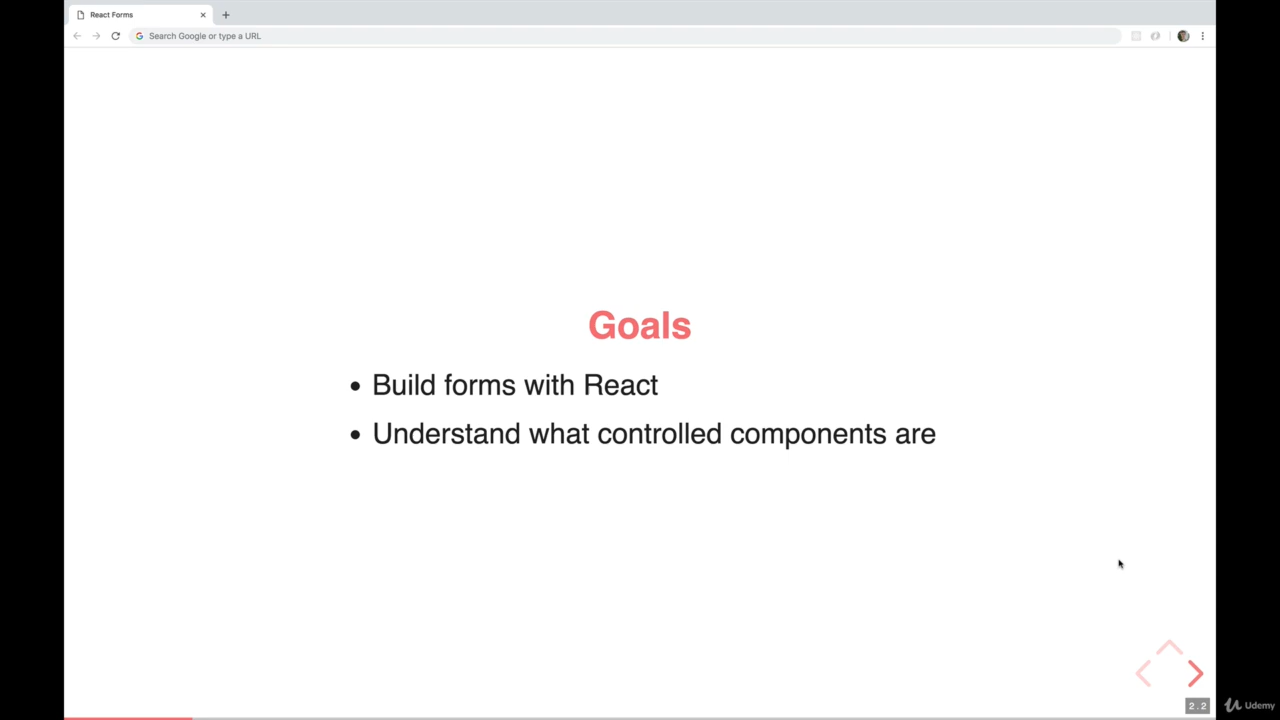 React Forms
Search Google or type a URL
Goals
• Build forms with React
• Understand what controlled components are
2.2
Udemy